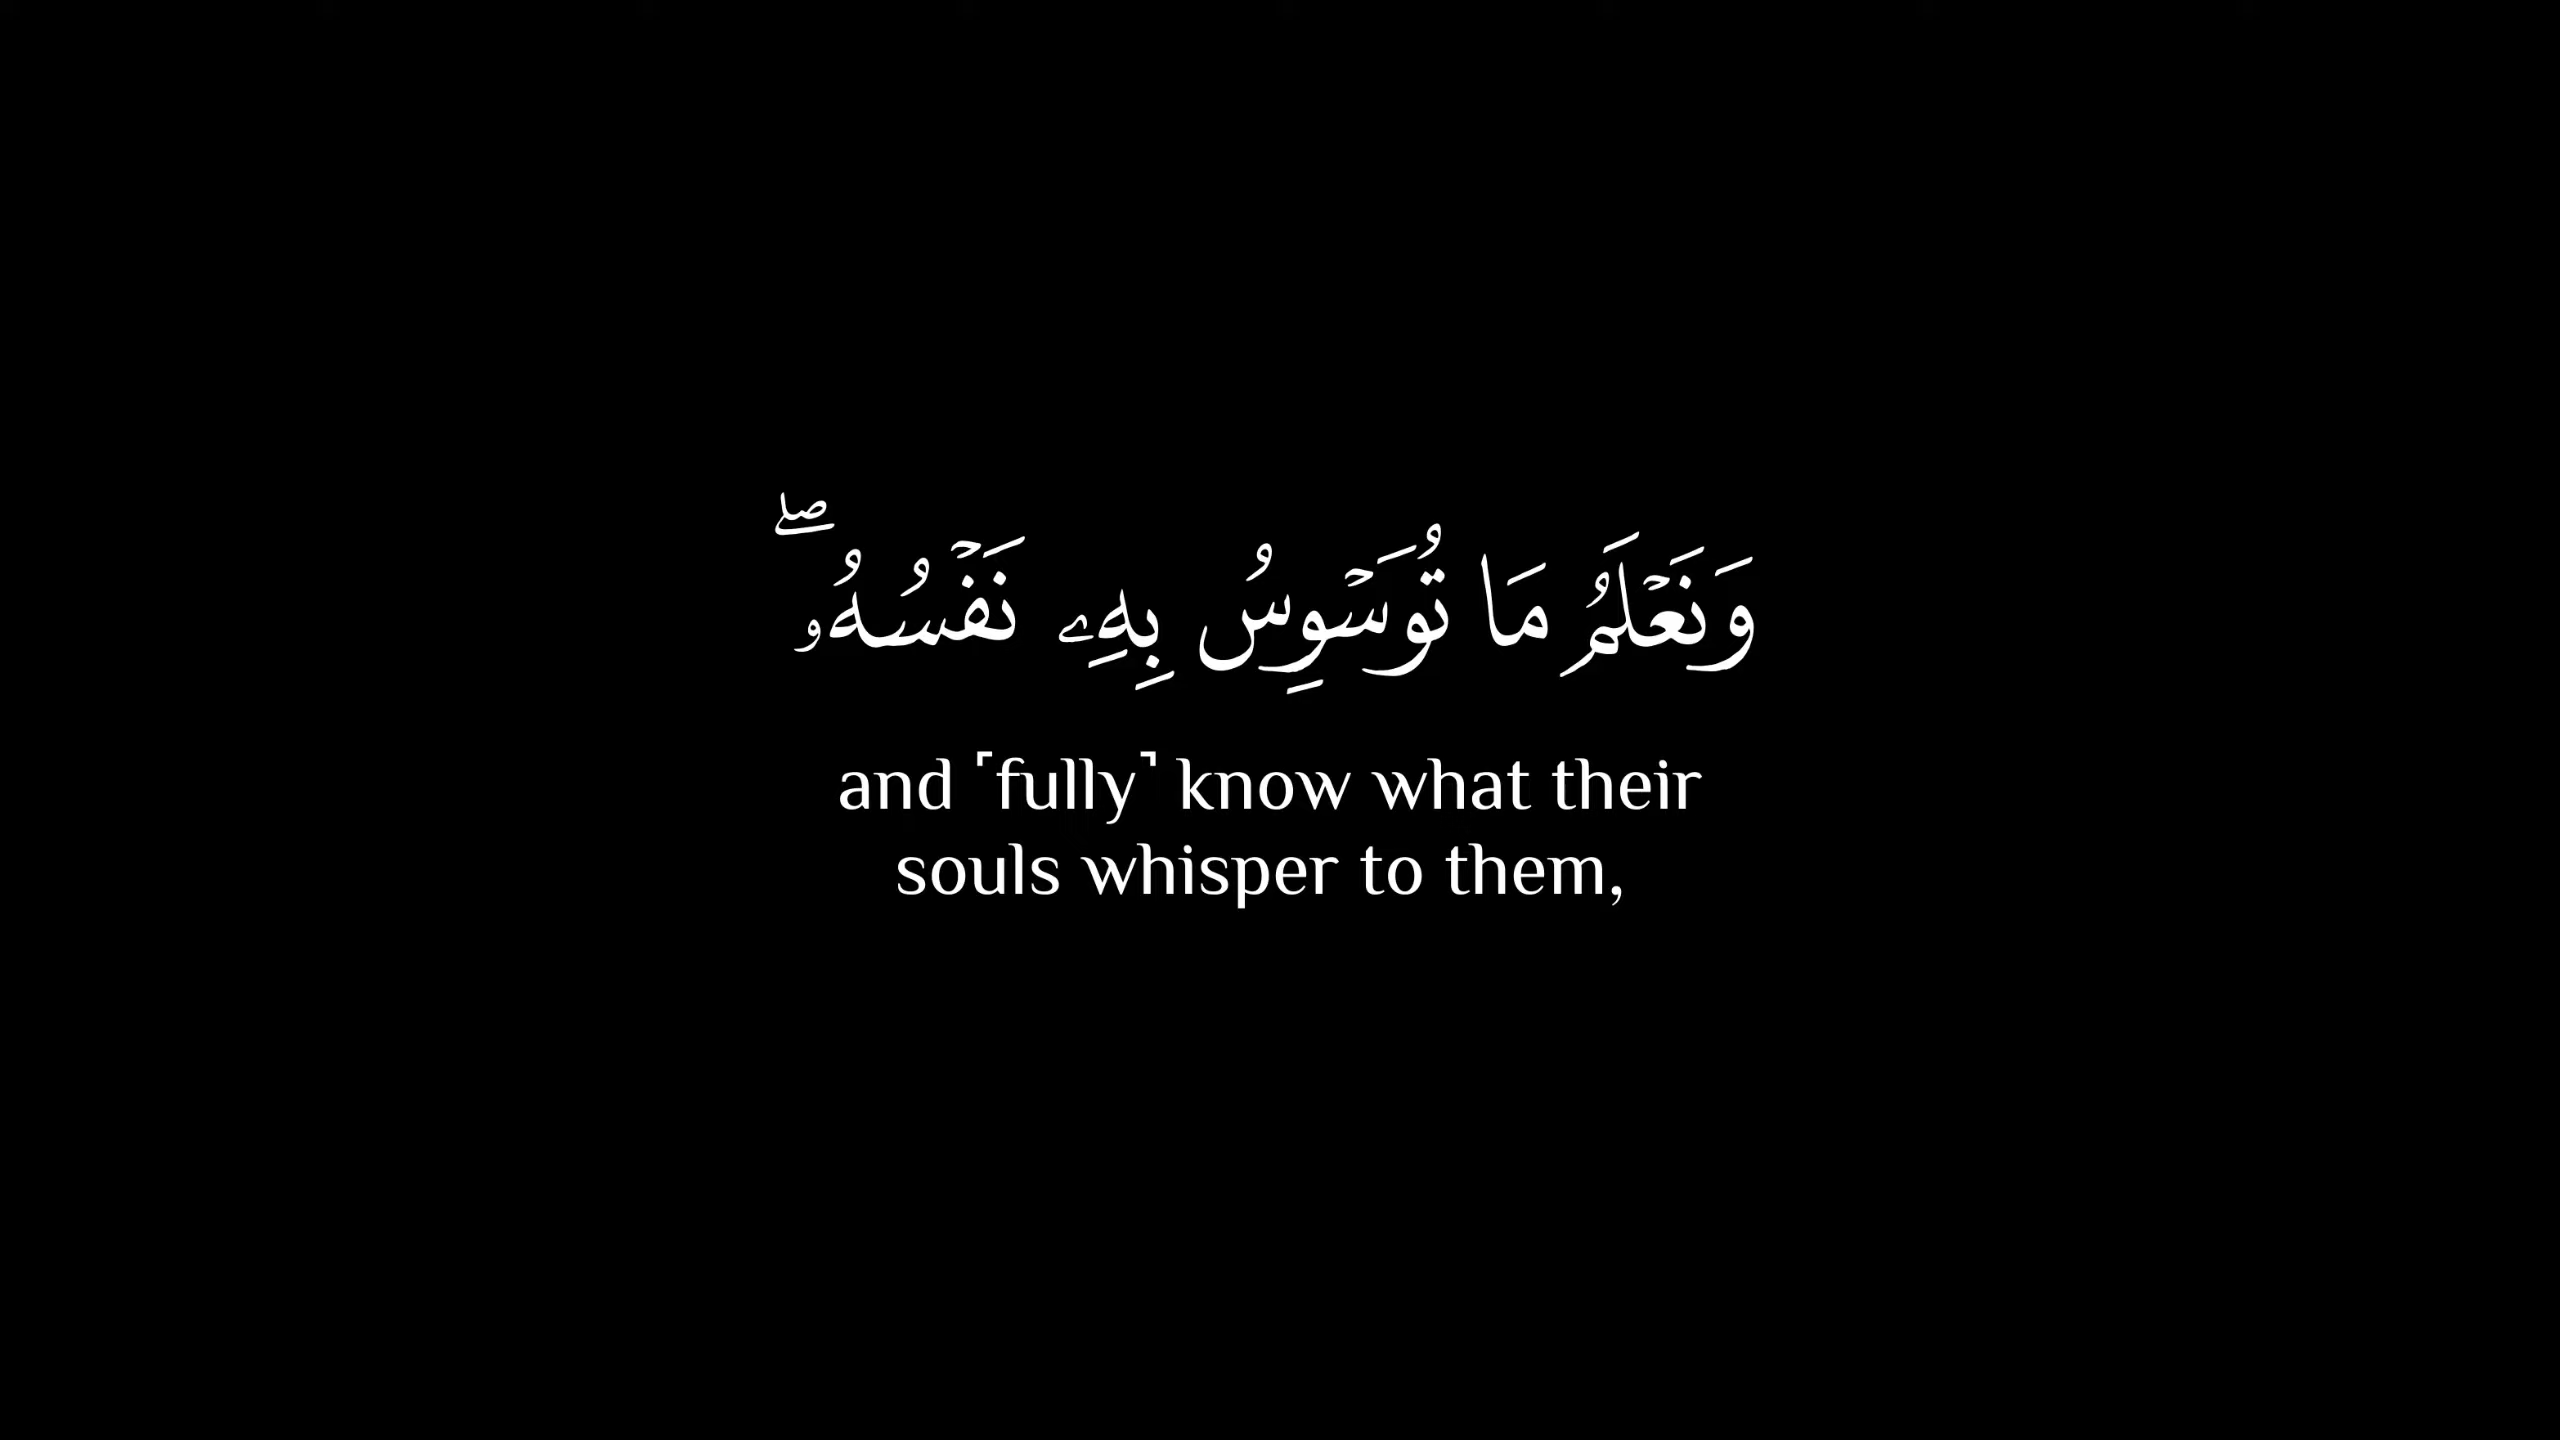 وَنَعۡلَمُ مَا تُوَسۡوِسُ بِهِۦ نَفۡسُهُۥۖ
and ˹fully˺ know what their
souls whisper to them,